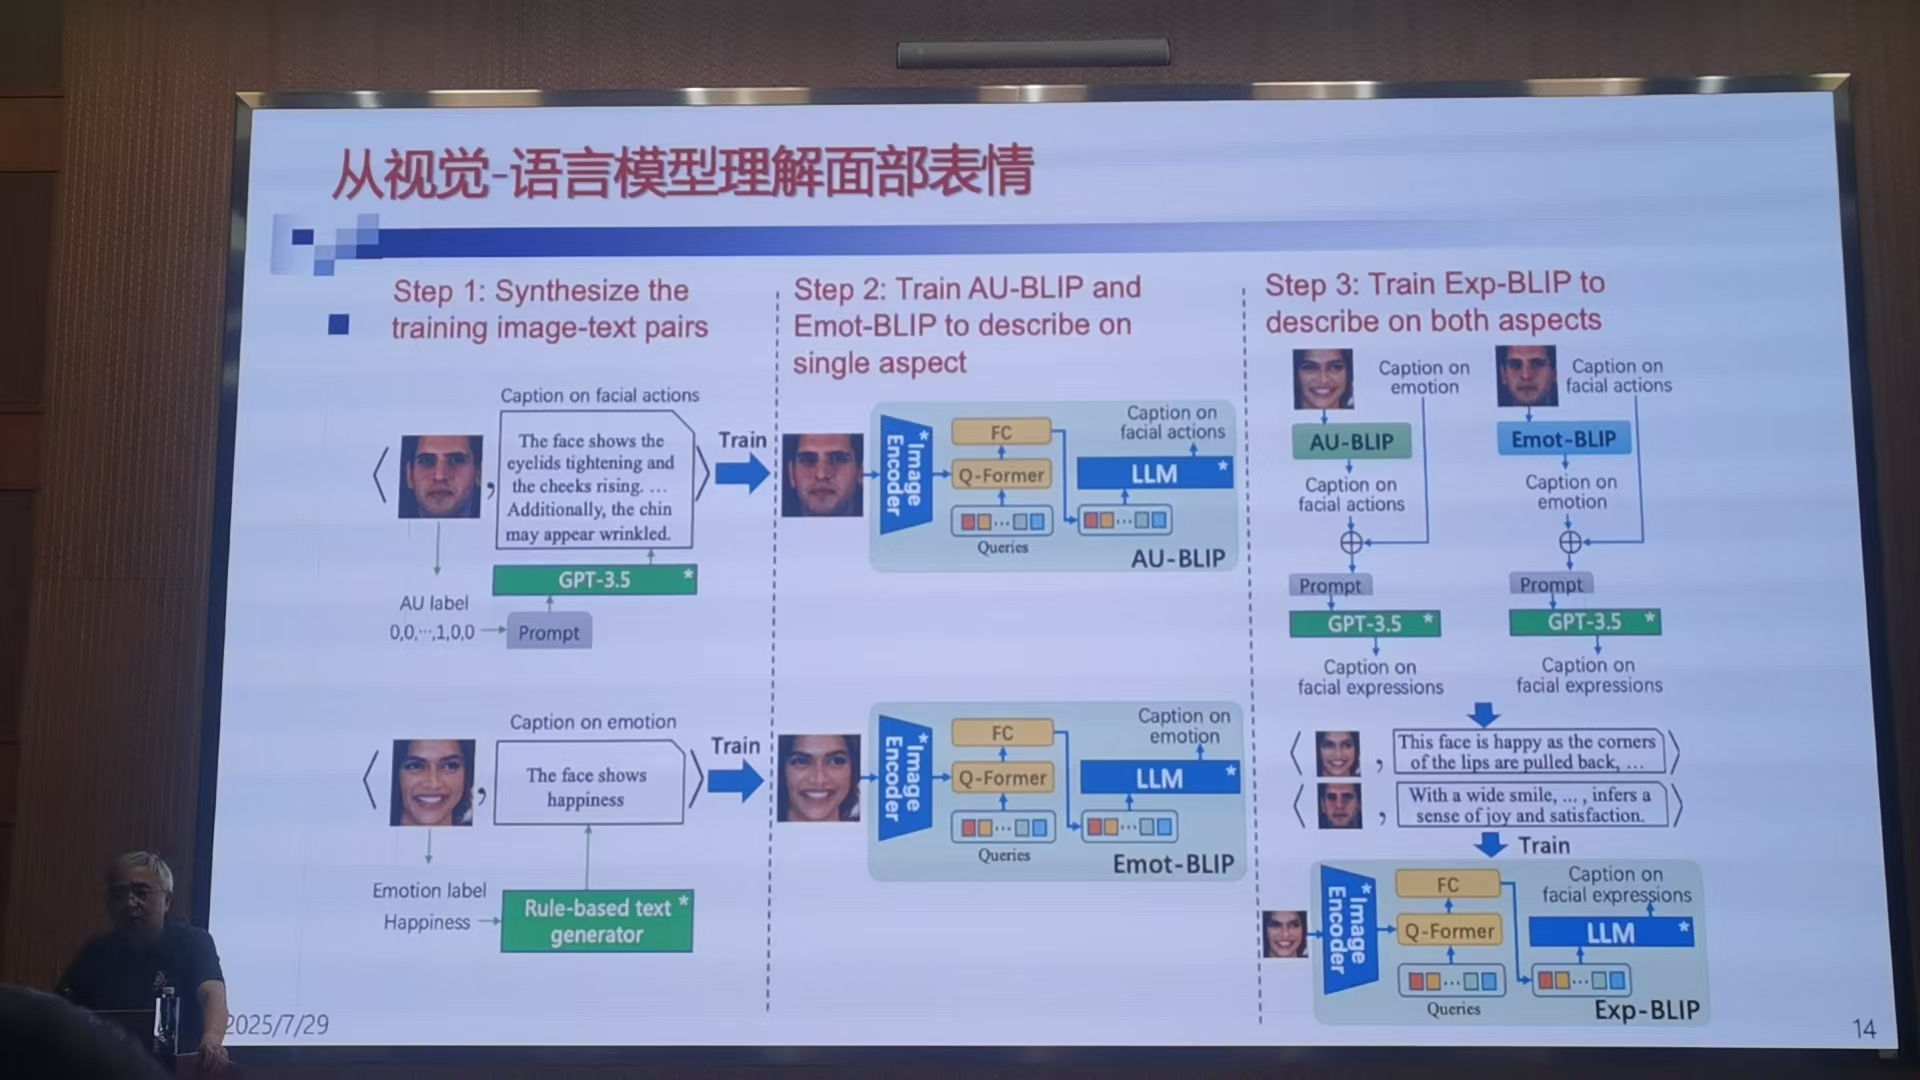 从视觉-语言模型理解面部表情
Step 1: Synthesize the
training image-text pairs
Caption on facial actions
The face shows the
eyelids tightening and
the cheeks rising. ...
Additionally, the chin
may appear wrinkled.
,
GPT-3.5 *
AU label
0,0,···,1,0,0
Prompt
Train
Caption on emotion
The face shows
happiness
,
Emotion label
Happiness
Rule-based text *
generator
Train
Step 2: Train AU-BLIP and
Emot-BLIP to describe on
single aspect
Image *
Encoder
FC
Q-Former
...
Queries
Caption on
facial actions
LLM *
...
AU-BLIP
Image *
Encoder
FC
Q-Former
...
Queries
Caption on
emotion
LLM *
...
Emot-BLIP
Step 3: Train Exp-BLIP to
describe on both aspects
Caption on
emotion
AU-BLIP
Caption on
facial actions
Prompt
GPT-3.5 *
Caption on
facial expressions
Caption on
facial actions
Emot-BLIP
Caption on
emotion
Prompt
GPT-3.5 *
Caption on
facial expressions
,
This face is happy as the corners
of the lips are pulled back, ...
,
With a wide smile, ... , infers a
sense of joy and satisfaction.
Train
Image *
Encoder
FC
Q-Former
...
Queries
Caption on
facial expressions
LLM *
...
Exp-BLIP
2025/7/29
14